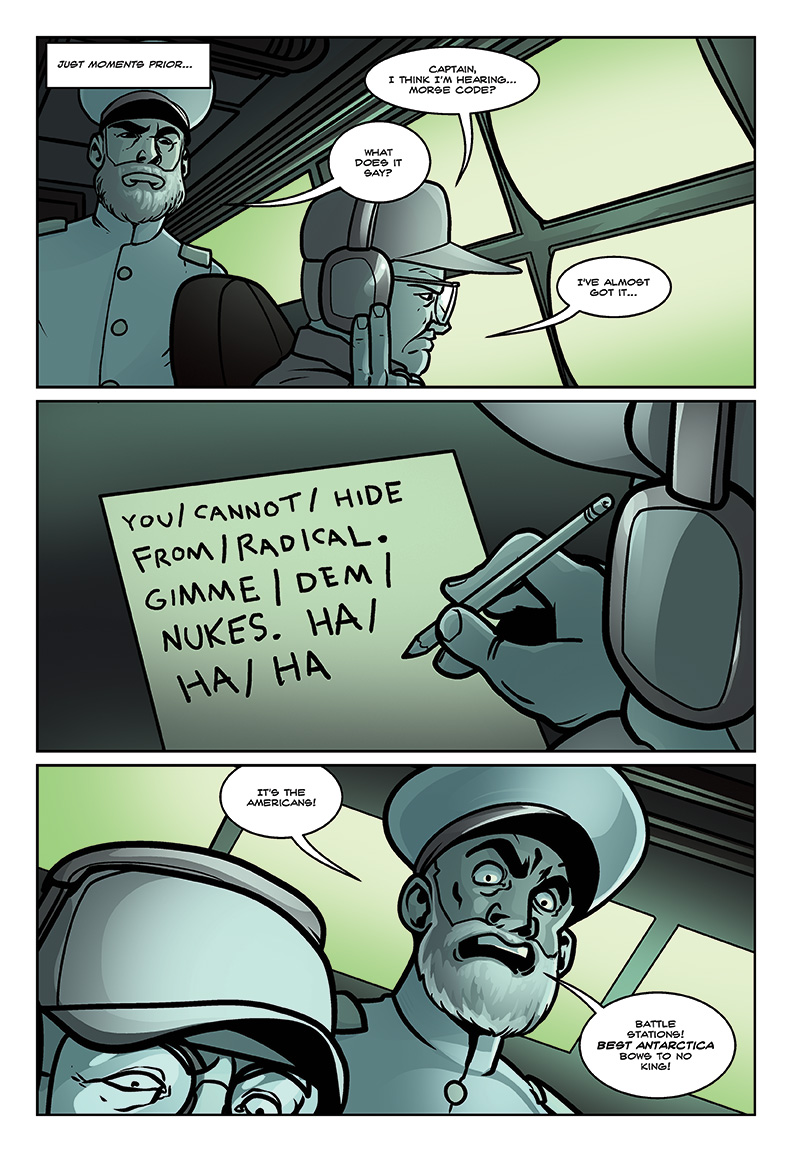 JUST MOMENTS PRIOR...
CAPTAIN,
I THINK I'M HEARING...
MORSE CODE?
WHAT
DOES IT
SAY?
I'VE ALMOST
GOT IT...
YOU/CANNOT/ HIDE
FROM/RADICAL.
GIMME/DEM/
NUKES. HA/
HA/ HA
IT'S THE
AMERICANS!
BATTLE
STATIONS!
BEST ANTARCTICA
BOWS TO NO
KING!